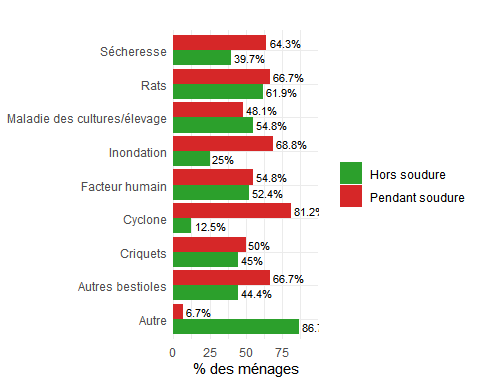 Sécheresse
64.3%
39.7%
Rats
66.7%
61.9%
Maladie des cultures/élevage
48.1%
54.8%
Inondation
68.8%
25%
Facteur humain
54.8%
52.4%
Cyclone
81.2%
12.5%
Criquets
50%
45%
Autres bestioles
66.7%
44.4%
Autre
6.7%
86.
0 25 50 75
% des ménages
Hors soudure
Pendant soudure